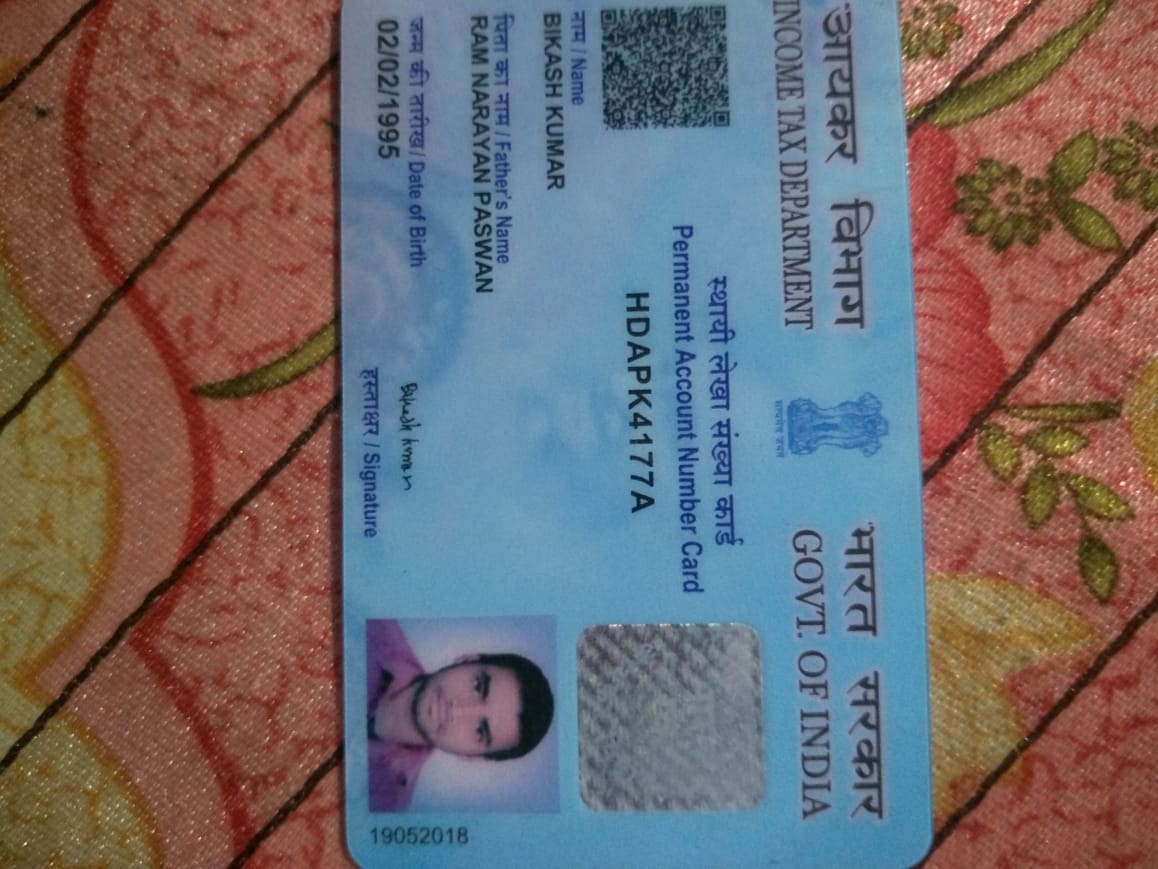 आयकर विभाग
INCOME TAX DEPARTMENT
भारत सरकार
GOVT. OF INDIA
सत्यमेव जयते
स्थायी लेखा संख्या कार्ड
Permanent Account Number Card
HDAPK4177A
नाम / Name
BIKASH KUMAR
पिता का नाम / Father's Name
RAM NARAYAN PASWAN
जन्म की तारीख / Date of Birth
02/02/1995
Bikash Kumar
हस्ताक्षर / Signature
19052018